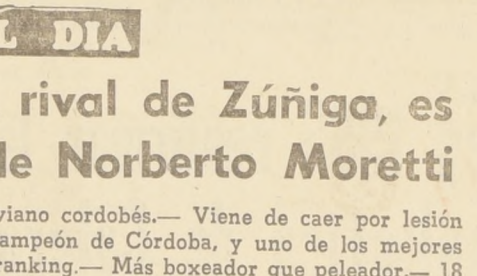 L DIA
rival de Zúñiga, es
de Norberto Moretti
viano cordobés.— Viene de caer por lesión
ampeón de Córdoba, y uno de los mejores
ranking.— Más boxeador que peleador.— 18